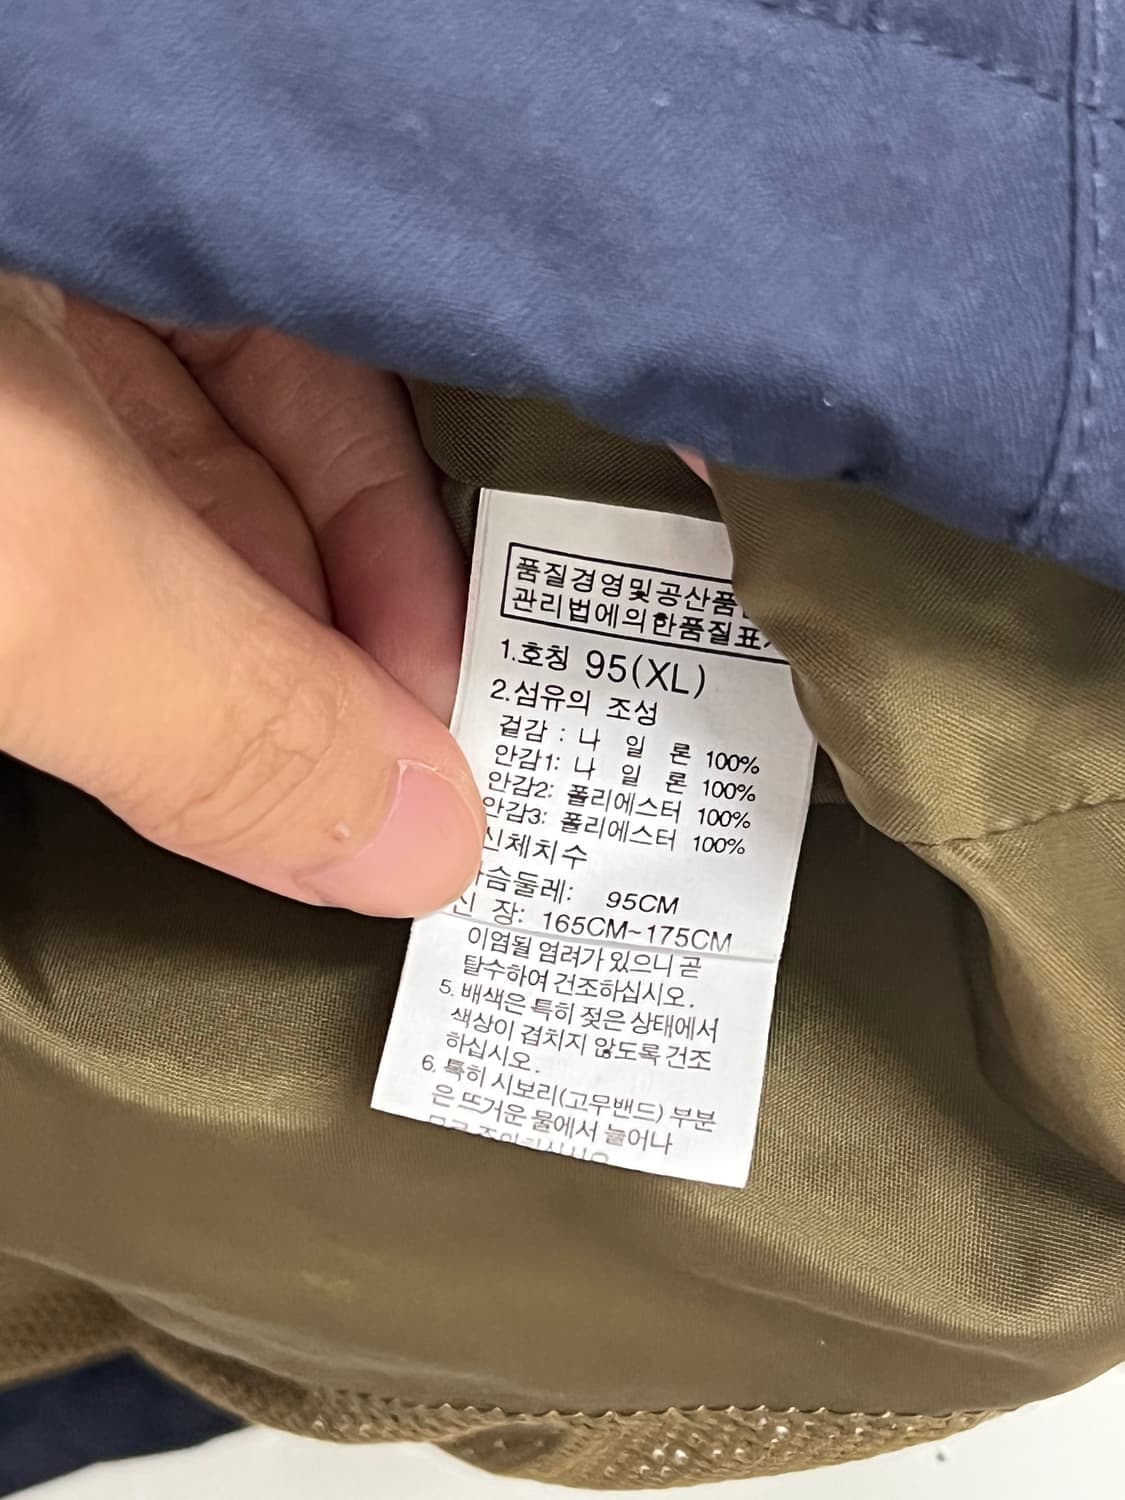 품질경영및공산품
관리법에의한품질표
1.호칭 95(XL)
2.섬유의 조성
겉감 : 나 일 론 100%
안감1: 나 일 론 100%
안감2: 폴리에스터 100%
안감3: 폴리에스터 100%
신체치수
슴둘레: 95CM
신 장: 165CM~175CM
이염될 염려가 있으니 곧
탈수하여 건조하십시오.
5. 배색은 특히 젖은 상태에서
색상이 겹치지 않도록 건조
하십시오.
6. 특히 시보리(고무밴드) 부분
은 뜨거운 물에서 늘어나